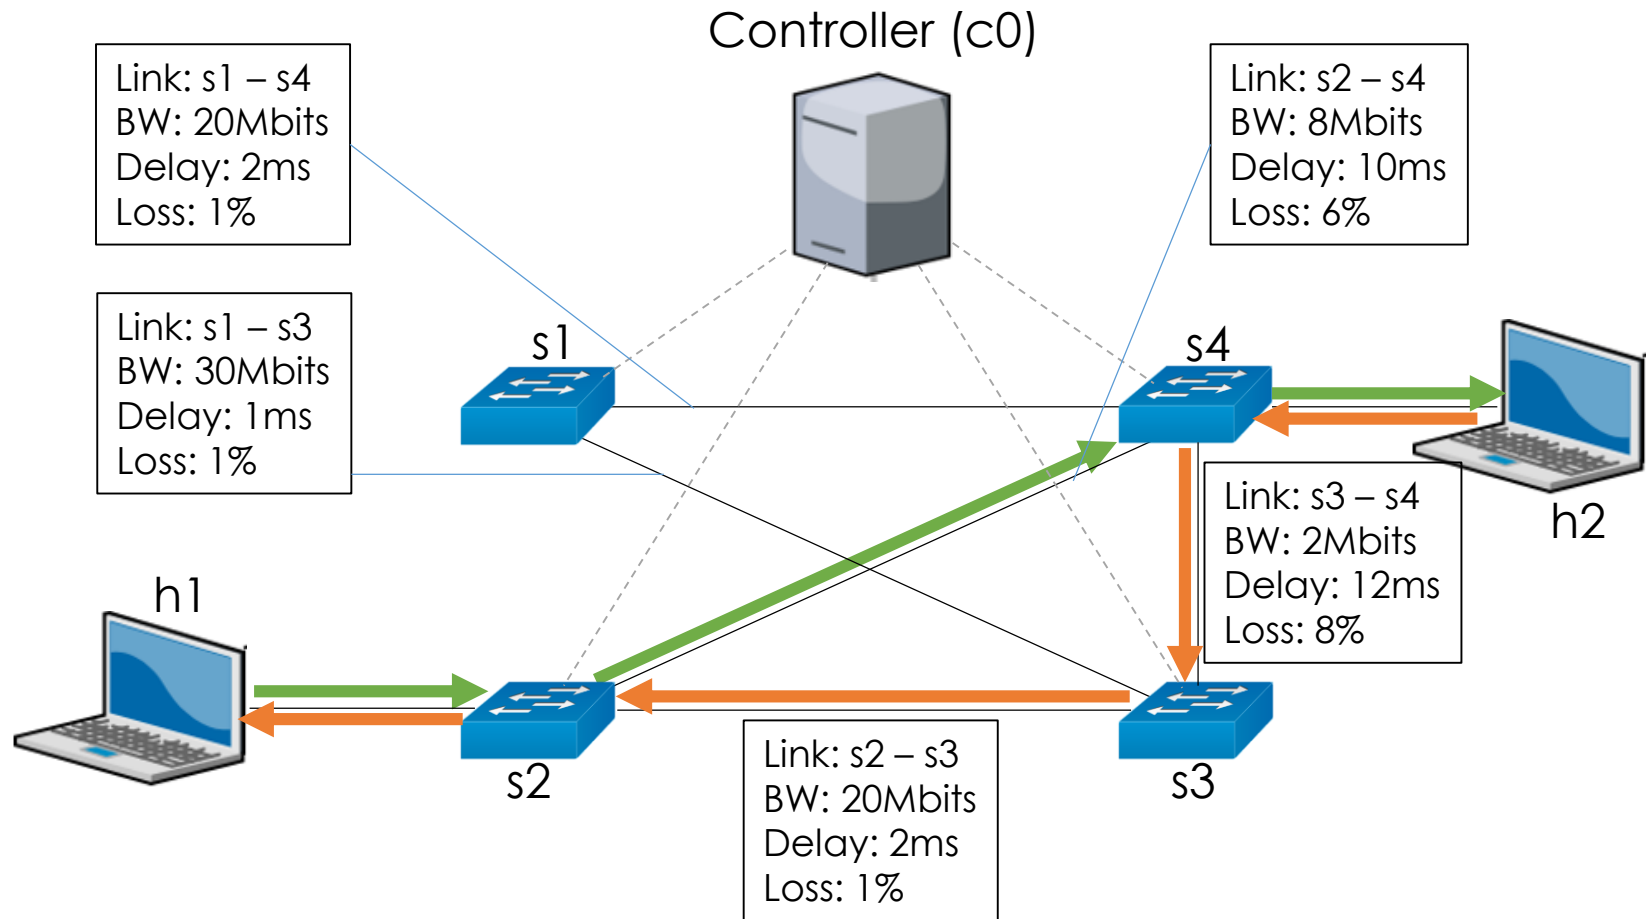 Controller (c0)
Link: s1 – s4
BW: 20Mbits
Delay: 2ms
Loss: 1%
Link: s2 – s4
BW: 8Mbits
Delay: 10ms
Loss: 6%
Link: s1 – s3
BW: 30Mbits
Delay: 1ms
Loss: 1%
s1
s4
h2
Link: s3 – s4
BW: 2Mbits
Delay: 12ms
Loss: 8%
h1
s2
s3
Link: s2 – s3
BW: 20Mbits
Delay: 2ms
Loss: 1%